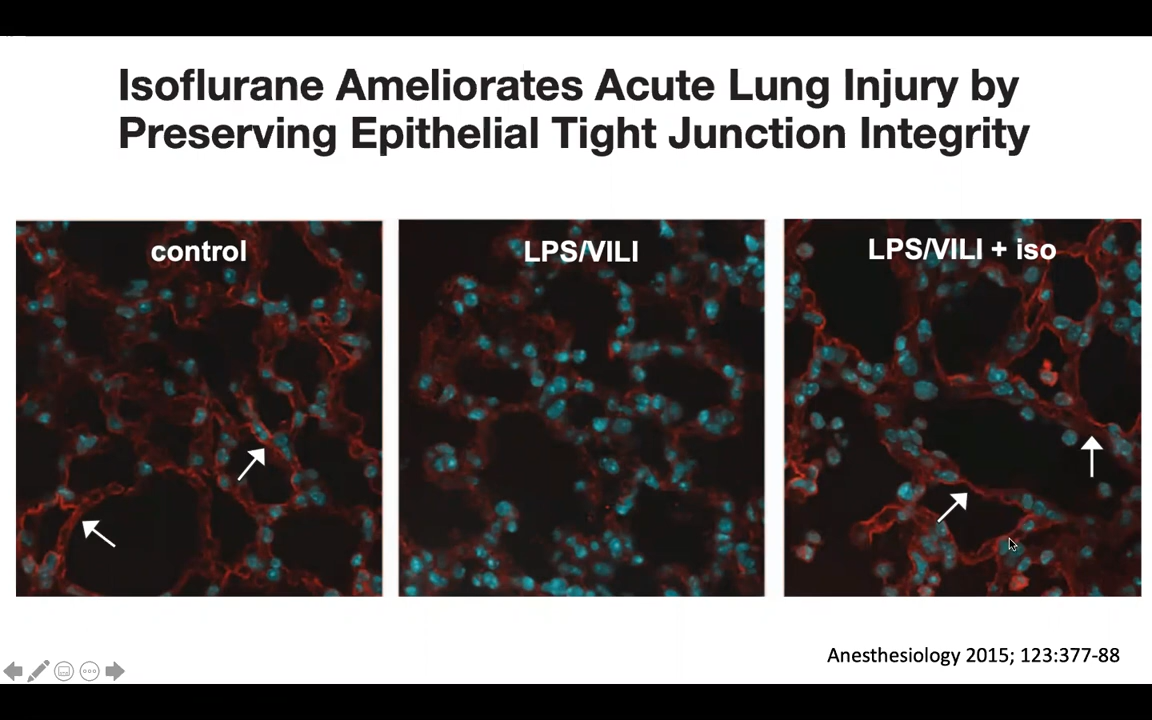 Isoflurane Ameliorates Acute Lung Injury by
Preserving Epithelial Tight Junction Integrity
control
LPS/VILI
LPS/VILI + iso
Anesthesiology 2015; 123:377-88